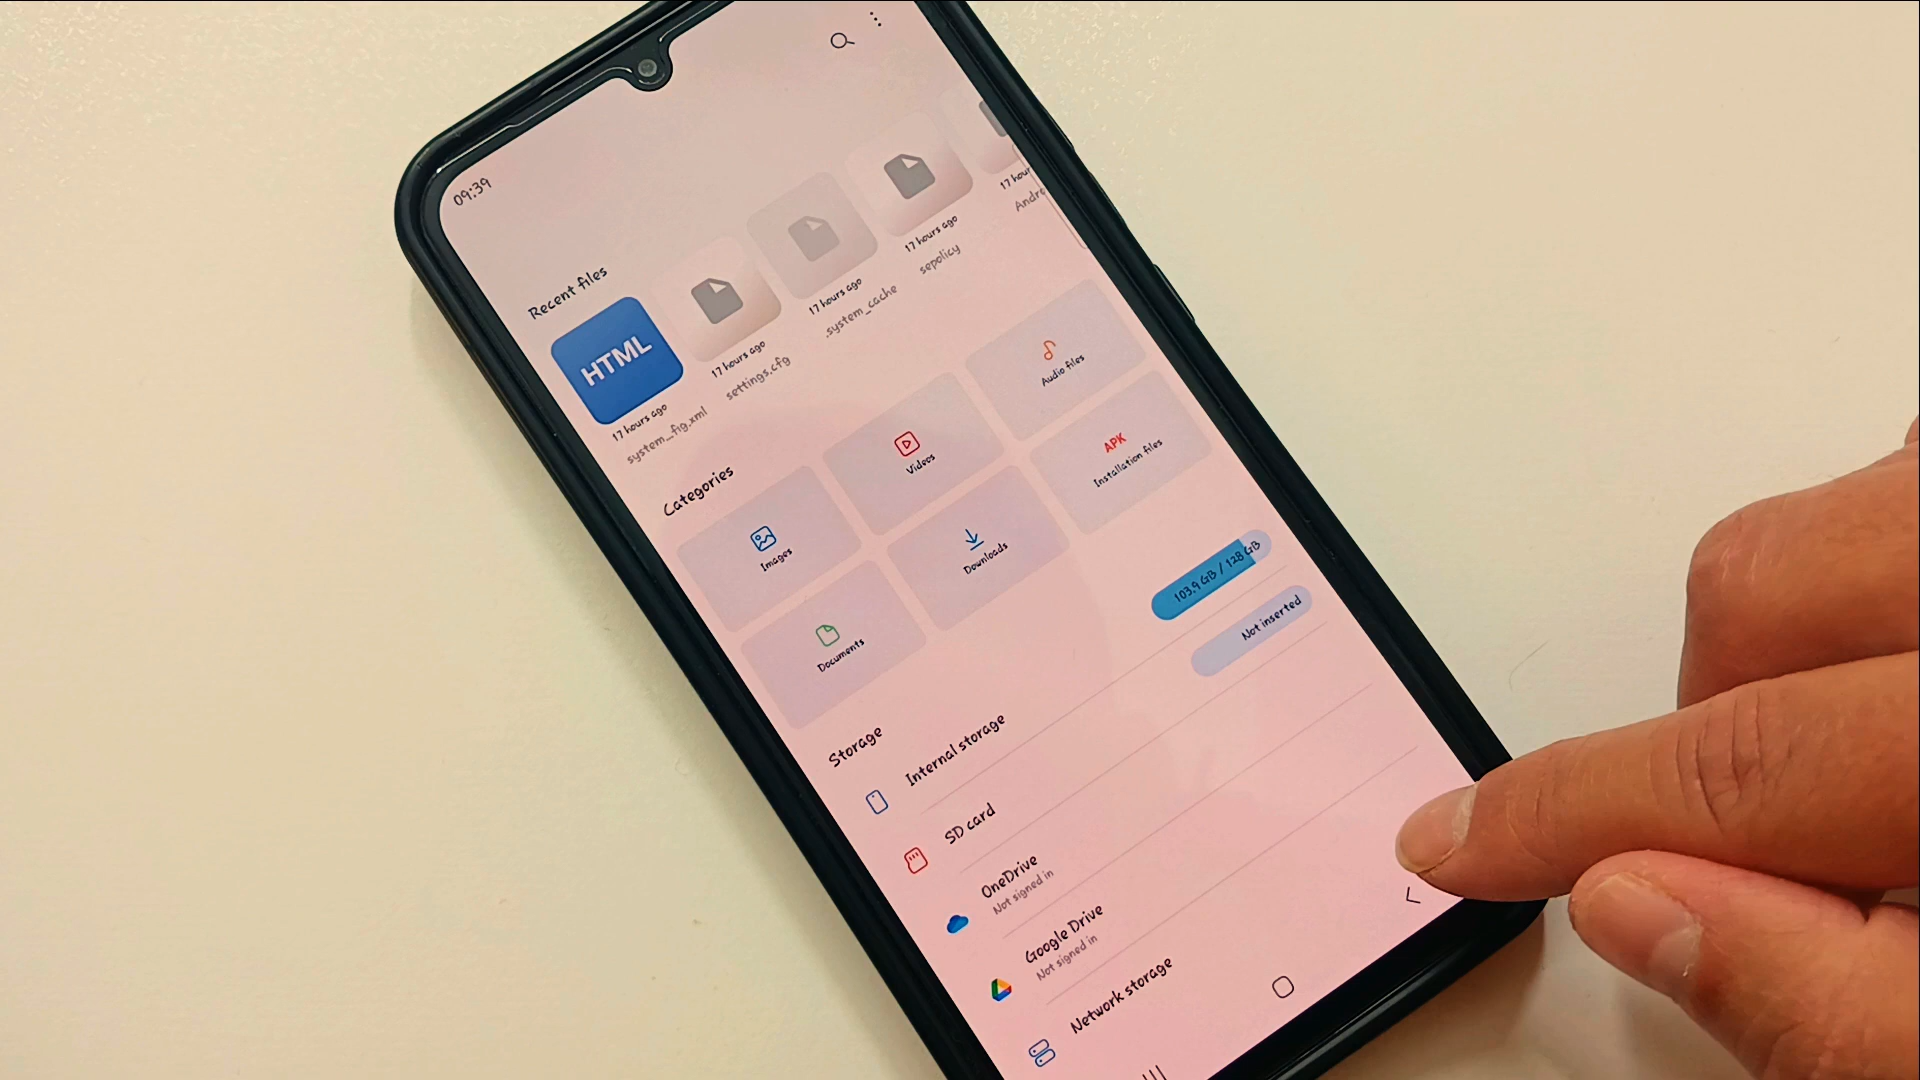 09:39
Recent files
HTML
17 hours ago
system_fig.xml
17 hours ago
settings.cfg
17 hours ago
.system_cache
17 hours ago
sepolicy
17 hour
Andro
Categories
Images
Videos
Audio files
Documents
Downloads
APK
Installation files
Storage
Internal storage
103.9 GB / 128 GB
SD card
Not inserted
OneDrive
Not signed in
Google Drive
Not signed in
Network storage